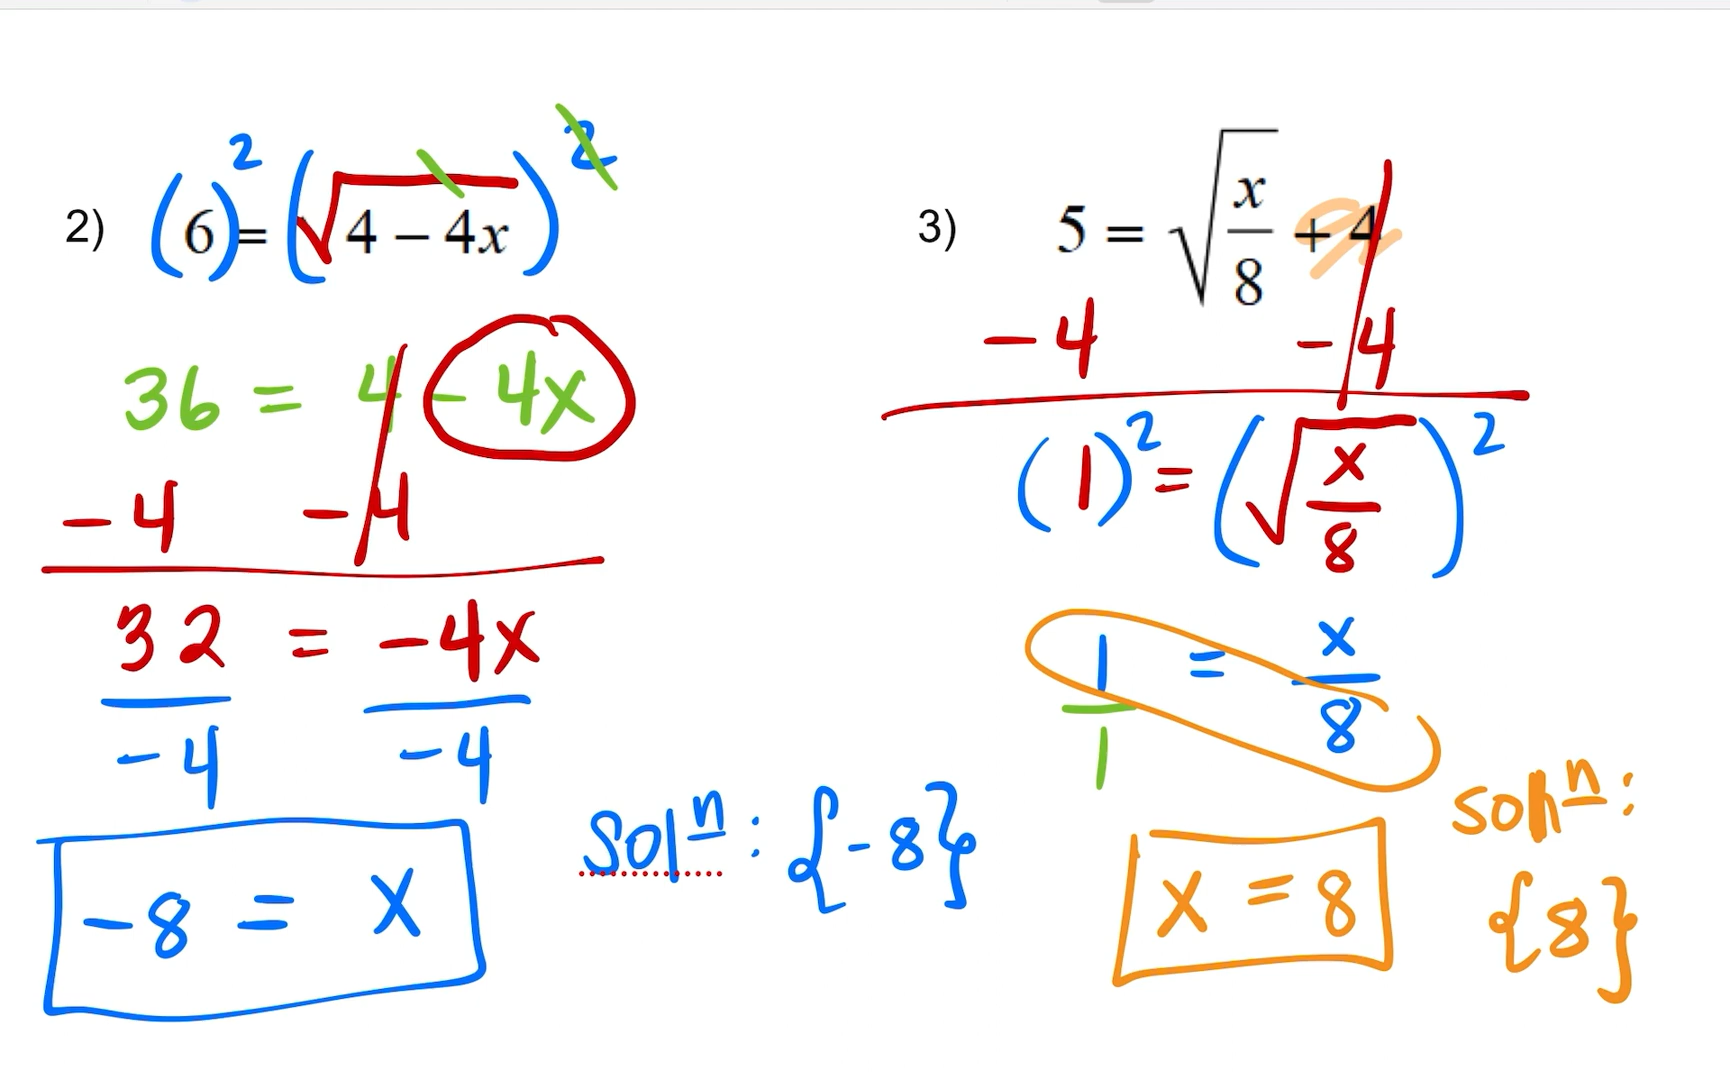 2) (6)² = (√4 − 4x)²
36 = 4 − 4x
−4 −4
32 = −4x
−4 −4
−8 = x
Solⁿ : {−8}
3) 5 = √x/8 + 4
−4 −4
(1)² = (√x/8)²
1/1 = x/8
x = 8
Solⁿ :
{8}